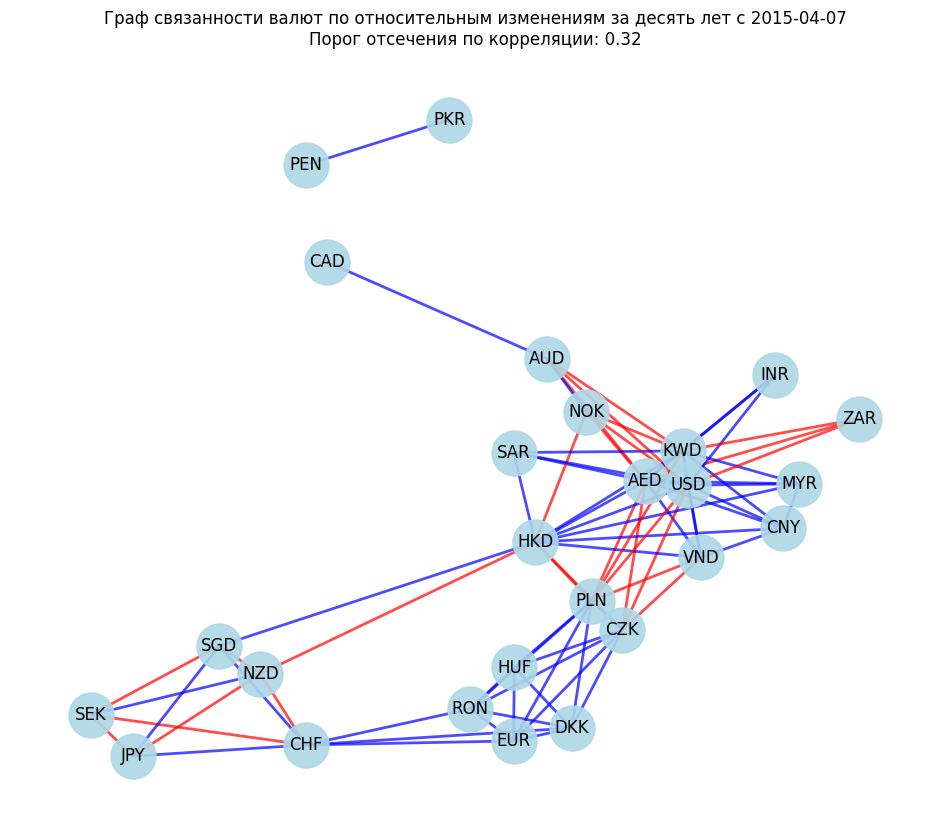 Граф связанности валют по относительным изменениям за десять лет с 2015-04-07
Порог отсечения по корреляции: 0.32
PKR
PEN
CAD
AUD
INR
NOK
ZAR
KWD
SAR
AED
USD
MYR
CNY
HKD
VND
PLN
CZK
SGD
HUF
NZD
RON
SEK
DKK
EUR
CHF
JPY